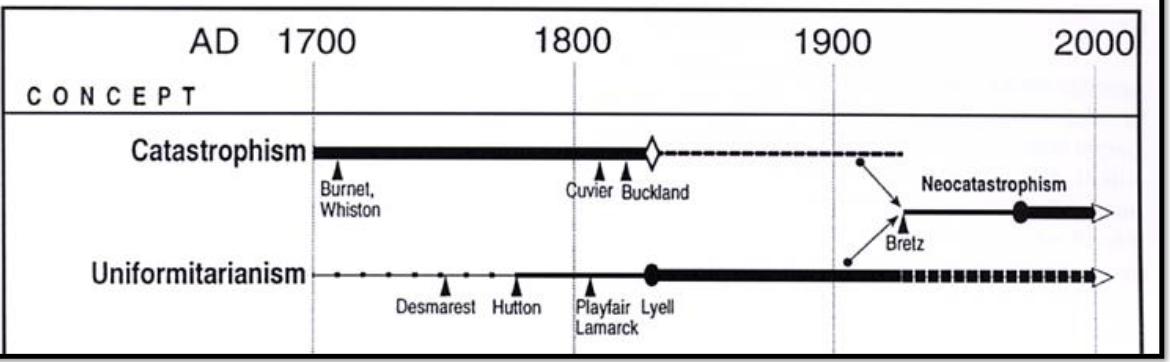 AD 1700 1800 1900 2000
CONCEPT
Catastrophism
Burnet,
Whiston
Cuvier
Buckland
Neocatastrophism
Bretz
Uniformitarianism
Desmarest
Hutton
Playfair
Lamarck
Lyell